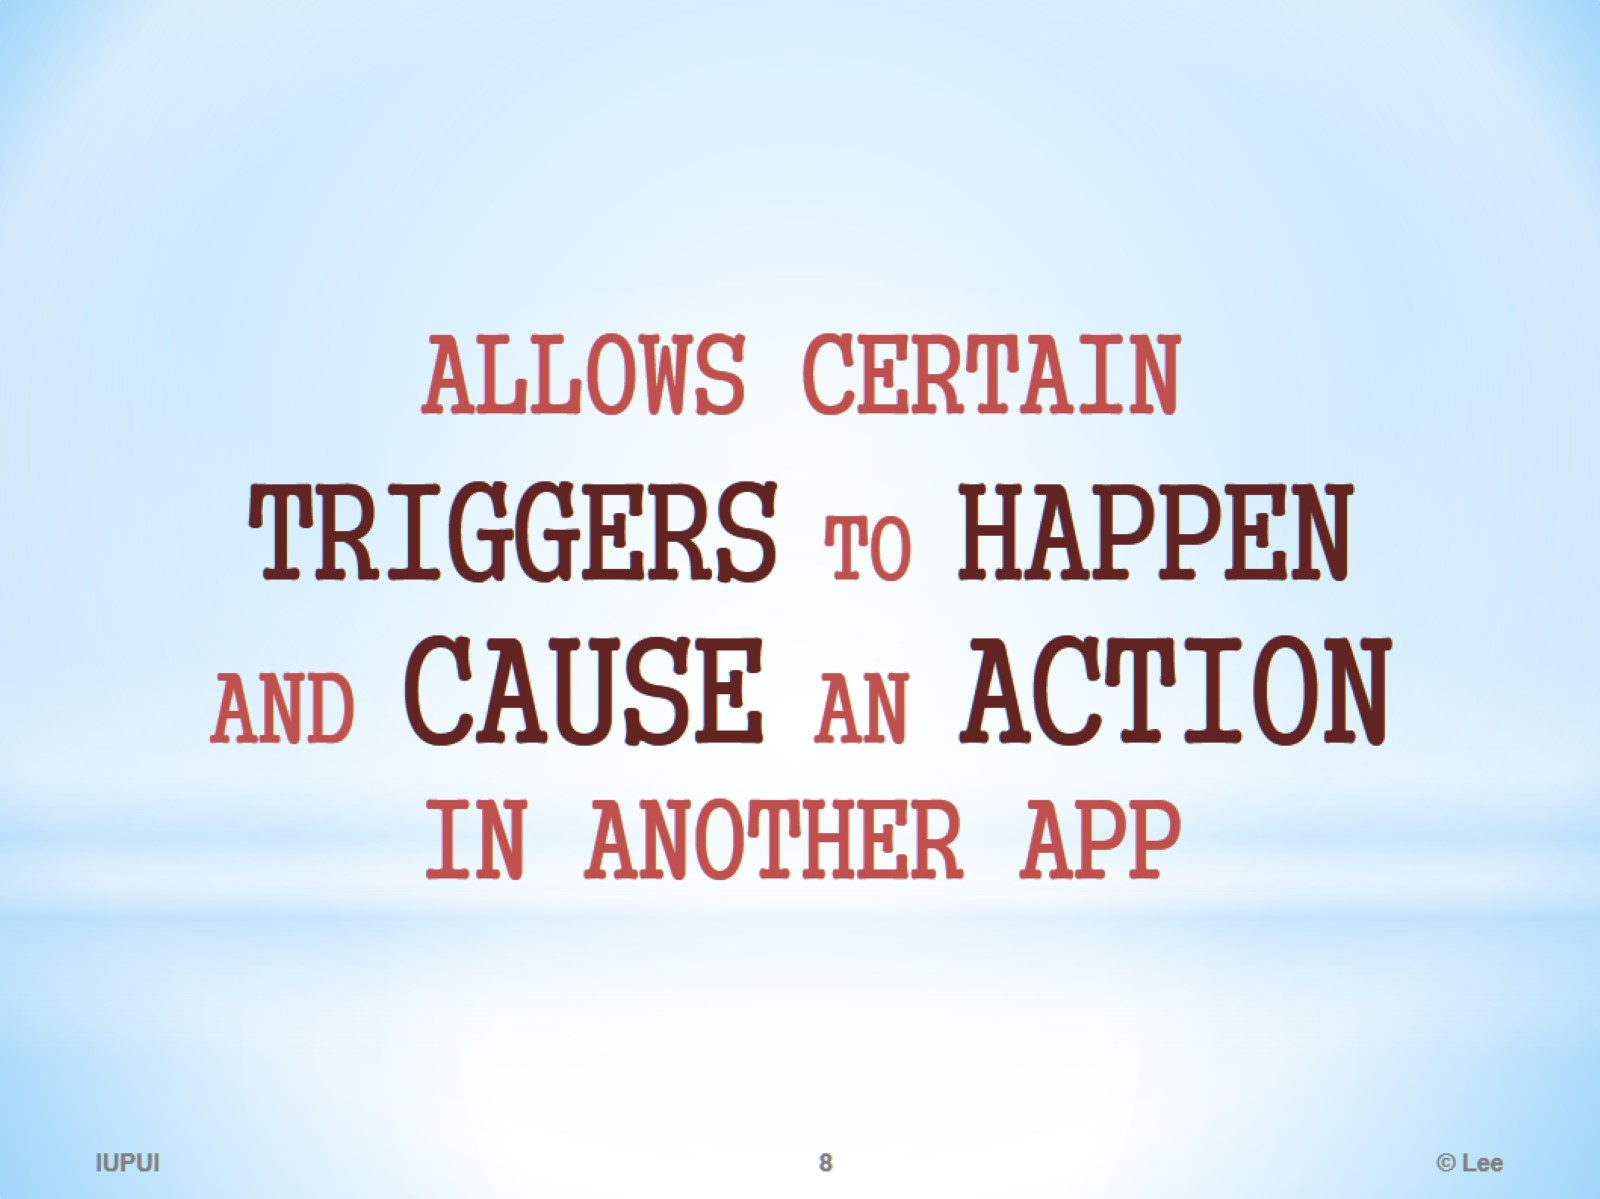 ALLOWS CERTAIN
TRIGGERS TO HAPPEN
AND CAUSE AN ACTION
IN ANOTHER APP
IUPUI 8 © Lee